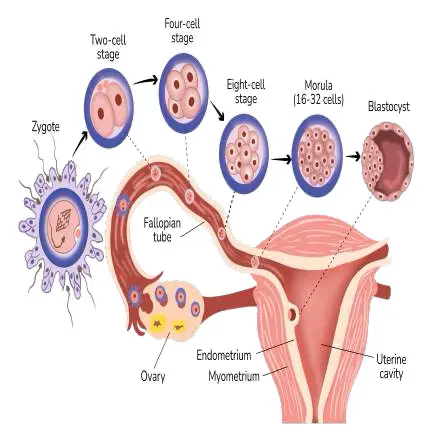 Four-cell
stage
Two-cell
stage
Eight-cell
stage
Morula
(16-32 cells)
Blastocyst
Zygote
Fallopian
tube
Ovary
Endometrium
Myometrium
Uterine
cavity